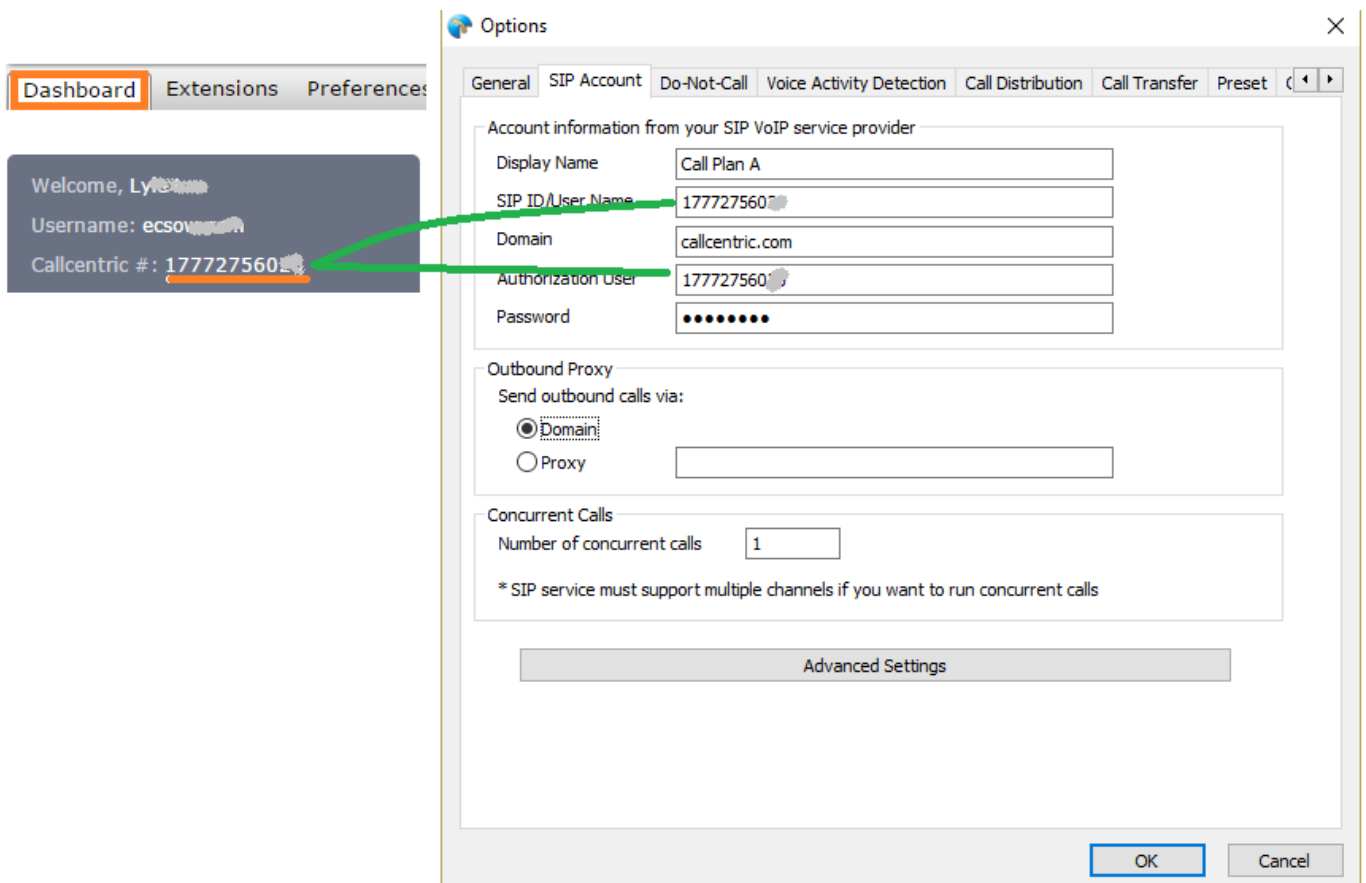 Dashboard Extensions Preferences
Welcome,
Username:
Callcentric #:
Options
General SIP Account Do-Not-Call Voice Activity Detection Call Distribution Call Transfer Preset
Account information from your SIP VoIP service provider
Display Name Call Plan A
SIP ID/User Name
Domain callcentric.com
Authorization User
Password ••••••••
Outbound Proxy
Send outbound calls via:
Domain
Proxy
Concurrent Calls
Number of concurrent calls 1
* SIP service must support multiple channels if you want to run concurrent calls
Advanced Settings
OK Cancel